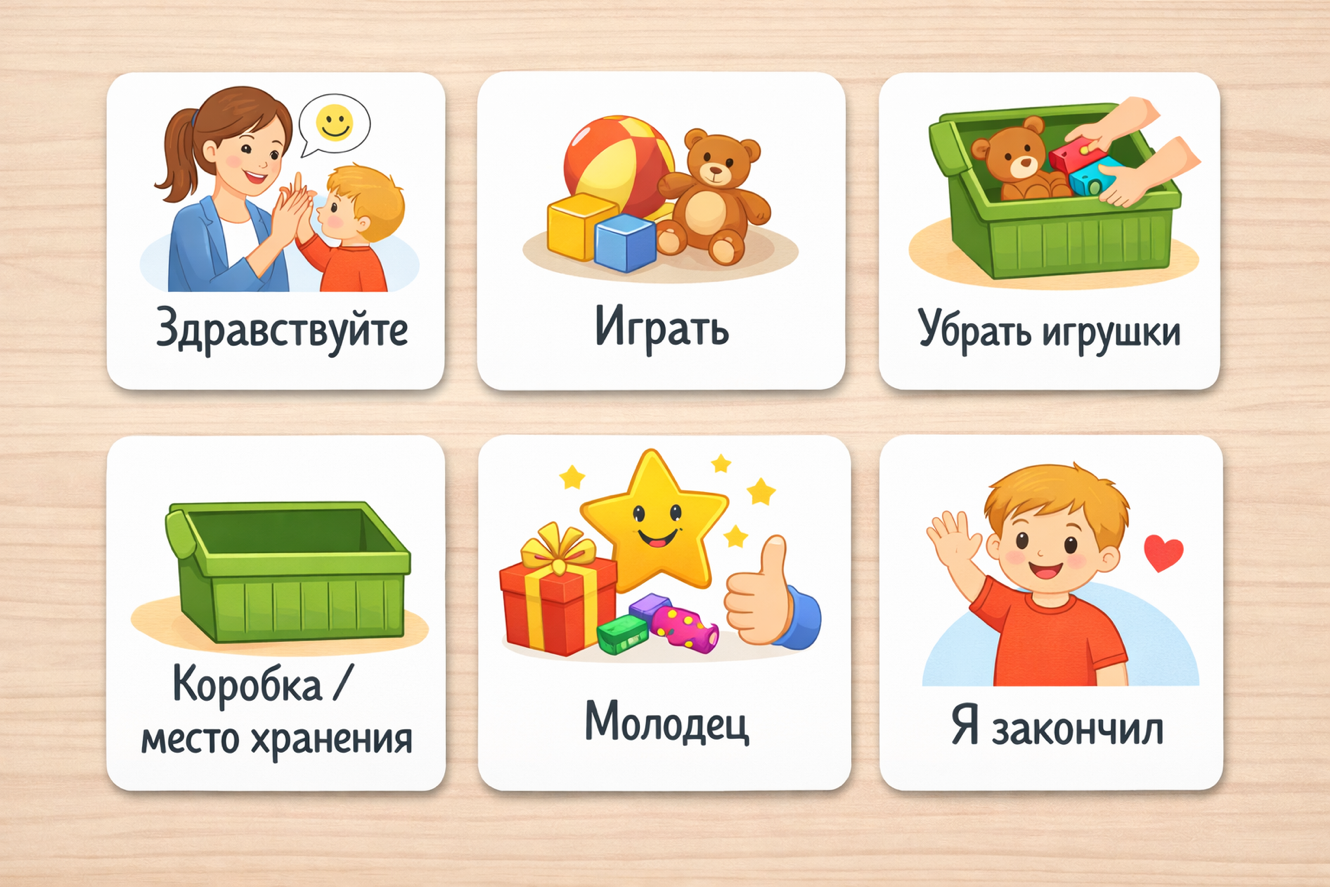 Здравствуйте
Играть
Убрать игрушки
Коробка /
место хранения
Молодец
Я закончил